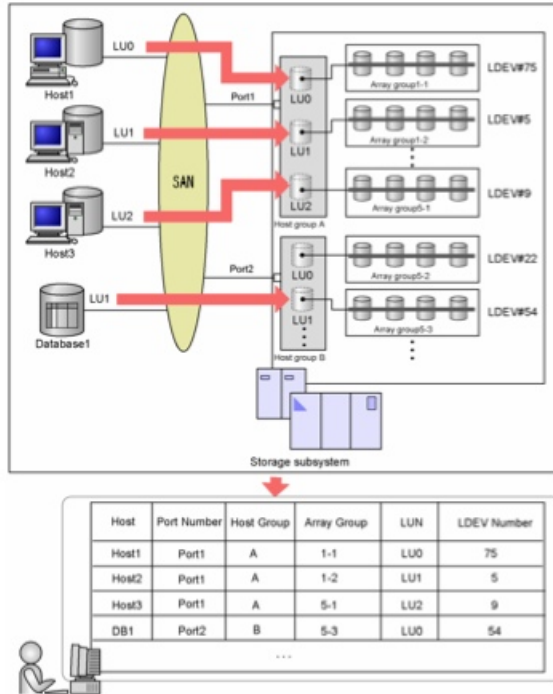 LU0
Host1
LU1
Host2
LU2
Host3
LU1
Database1
SAN
Port1
Port2
LU0
LU1
LU2
Host group A
LU0
LU1
Host group B
Array group1-1
LDEV#75
Array group1-2
LDEV#5
Array group5-1
LDEV#9
Array group5-2
LDEV#22
Array group5-3
LDEV#54
Storage subsystem
Host Port Number Host Group Array Group LUN LDEV Number
Host1 Port1 A 1-1 LU0 75
Host2 Port1 A 1-2 LU1 5
Host3 Port1 A 5-1 LU2 9
DB1 Port2 B 5-3 LU0 54
...